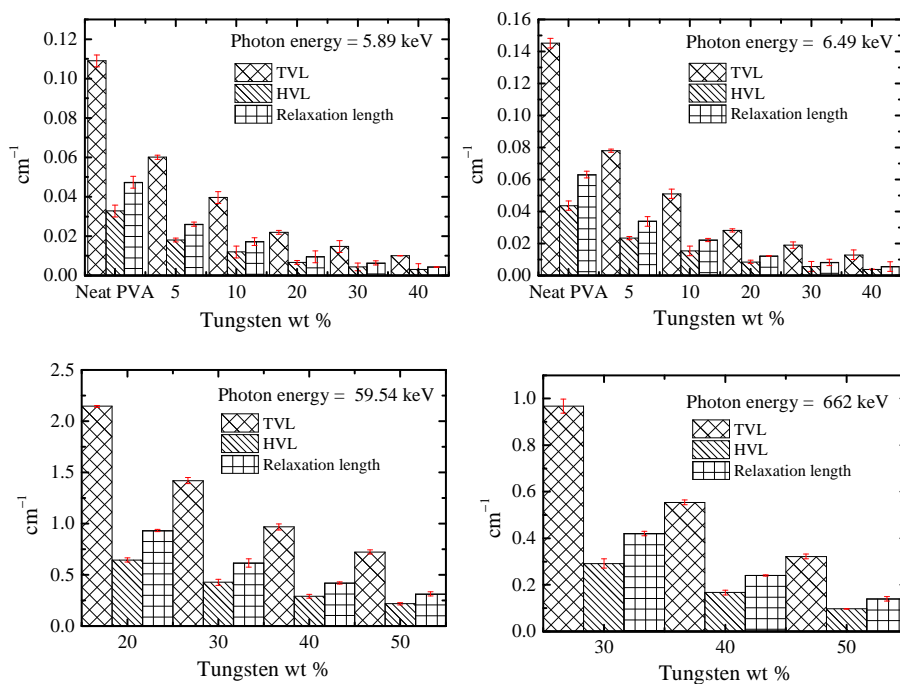 Photon energy = 5.89 keV
TVL
HVL
Relaxation length
0.12
0.10
0.08
0.06
0.04
0.02
0.00
cm⁻¹
Neat PVA 5 10 20 30 40
Tungsten wt %
Photon energy = 6.49 keV
TVL
HVL
Relaxation length
0.16
0.14
0.12
0.10
0.08
0.06
0.04
0.02
0.00
cm⁻¹
Neat PVA 5 10 20 30 40
Tungsten wt %
Photon energy = 59.54 keV
TVL
HVL
Relaxation length
2.5
2.0
1.5
1.0
0.5
0.0
cm⁻¹
20 30 40 50
Tungsten wt %
Photon energy = 662 keV
TVL
HVL
Relaxation length
1.0
0.8
0.6
0.4
0.2
0.0
cm⁻¹
30 40 50
Tungsten wt %